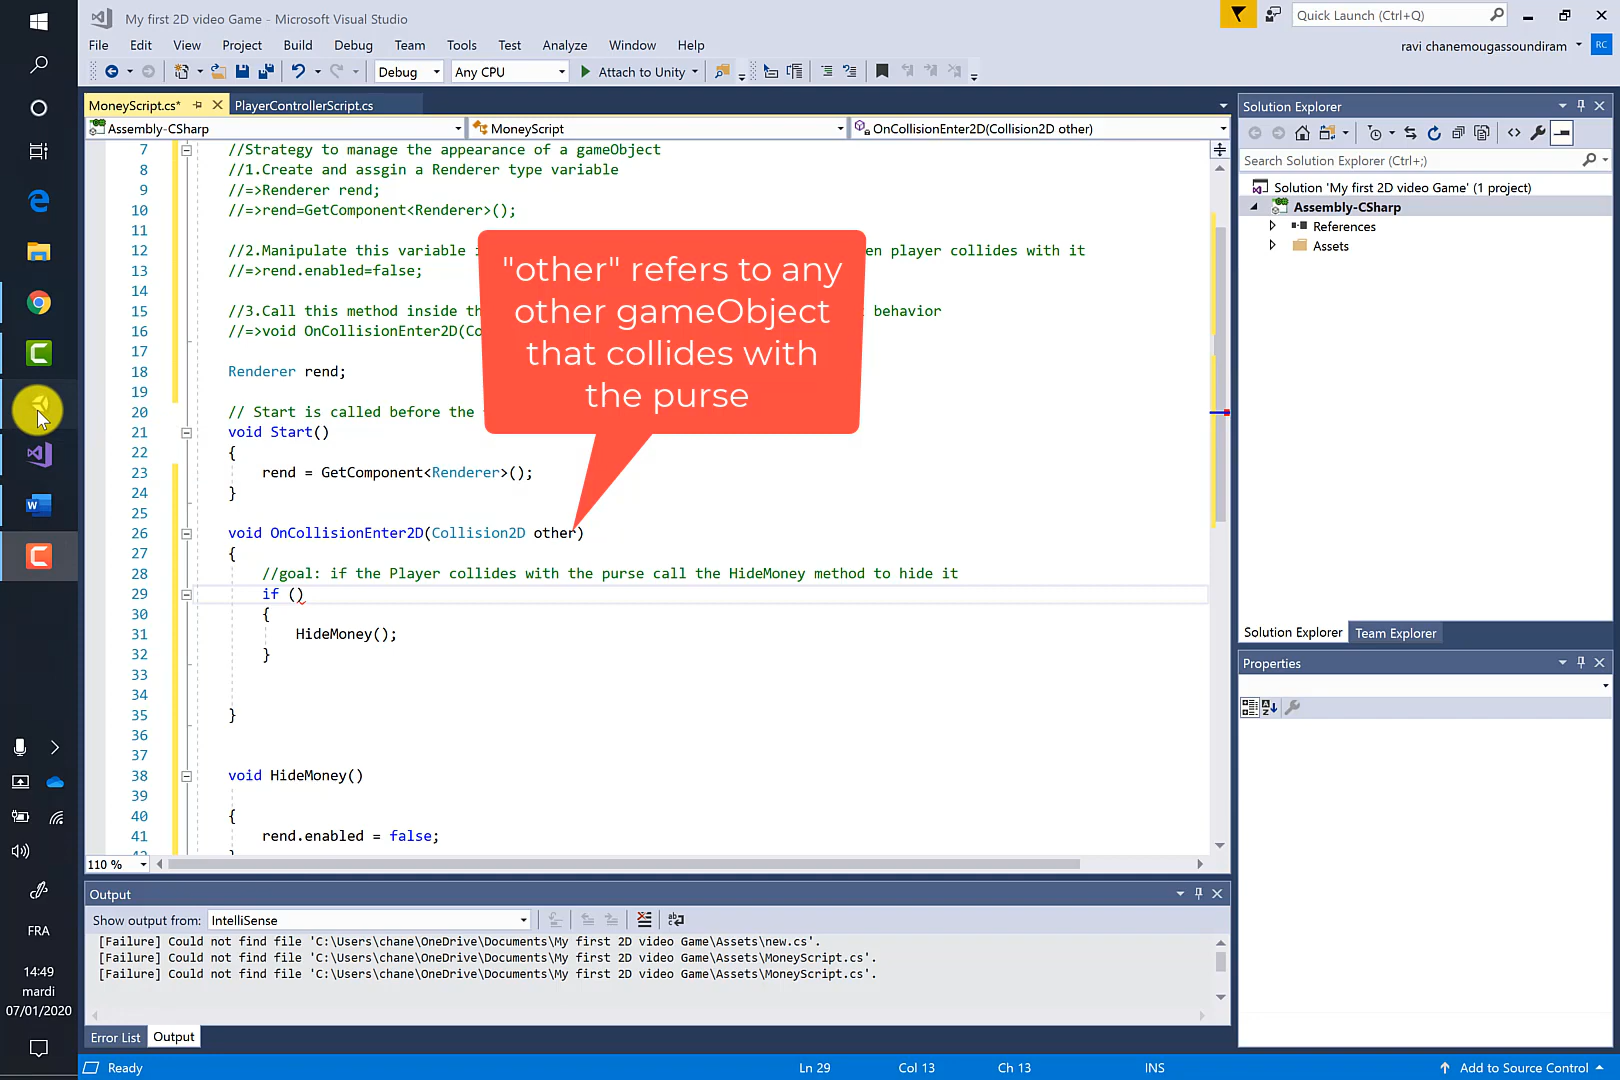 My first 2D video Game - Microsoft Visual Studio
Quick Launch (Ctrl+Q)
File Edit View Project Build Debug Team Tools Test Analyze Window Help
ravi chanemougassoundiram RC
Debug Any CPU Attach to Unity
MoneyScript.cs* PlayerControllerScript.cs
Assembly-CSharp MoneyScript OnCollisionEnter2D(Collision2D other)
7 //Strategy to manage the appearance of a gameObject
8 //1.Create and assgin a Renderer type variable
9 //=>Renderer rend;
10 //=>rend=GetComponent<Renderer>();
11
12 //2.Manipulate this variable en player collides with it
13 //=>rend.enabled=false;
14
15 //3.Call this method inside th behavior
16 //=>void OnCollisionEnter2D(Co
17
18 Renderer rend;
19
20 // Start is called before the
21 void Start()
22 {
23 rend = GetComponent<Renderer>();
24 }
25
26 void OnCollisionEnter2D(Collision2D other)
27 {
28 //goal: if the Player collides with the purse call the HideMoney method to hide it
29 if ()
30 {
31 HideMoney();
32 }
33
34
35 }
36
37
38 void HideMoney()
39
40 {
41 rend.enabled = false;
"other" refers to any
other gameObject
that collides with
the purse
110 %
Output
Show output from: IntelliSense
[Failure] Could not find file 'C:\Users\chane\OneDrive\Documents\My first 2D video Game\Assets\new.cs'.
[Failure] Could not find file 'C:\Users\chane\OneDrive\Documents\My first 2D video Game\Assets\MoneyScript.cs'.
[Failure] Could not find file 'C:\Users\chane\OneDrive\Documents\My first 2D video Game\Assets\MoneyScript.cs'.
Error List Output
Ready Ln 29 Col 13 Ch 13 INS Add to Source Control
Solution Explorer
Search Solution Explorer (Ctrl+;)
Solution 'My first 2D video Game' (1 project)
Assembly-CSharp
References
Assets
Solution Explorer Team Explorer
Properties
FRA
14:49
mardi
07/01/2020